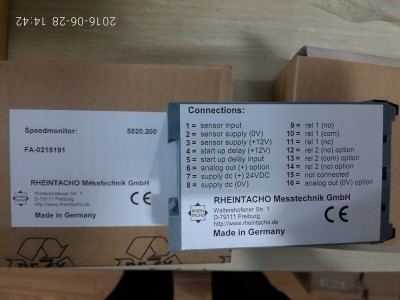 2016-06-28 14:42
Speedmonitor: 5820.200
FA-0215191
RHEINTACHO Messtechnik GmbH
Waltershofener Str. 1
D-79111 Freiburg
http://www.rheintacho.de
Made in Germany
CE
Connections:
1 = sensor input
2 = sensor supply (0V)
3 = sensor supply (+12V)
4 = start up delay (+12V)
5 = start up delay input
6 = analog out (+) option
7 = supply dc (+) 24VDC
8 = supply dc (0V)
9 = rel 1 (no)
10 = rel 1 (com)
11 = rel 1 (nc)
12 = rel 2 (no) option
13 = rel 2 (com) option
14 = rel 2 (nc) option
15 = not connected
16 = analog out (0V) option
RHEINTACHO Messtechnik GmbH
RHEIN
TACHO
Waltershofener Str. 1
D-79111 Freiburg
http://www.rheintacho.de
Made in Germany
CE